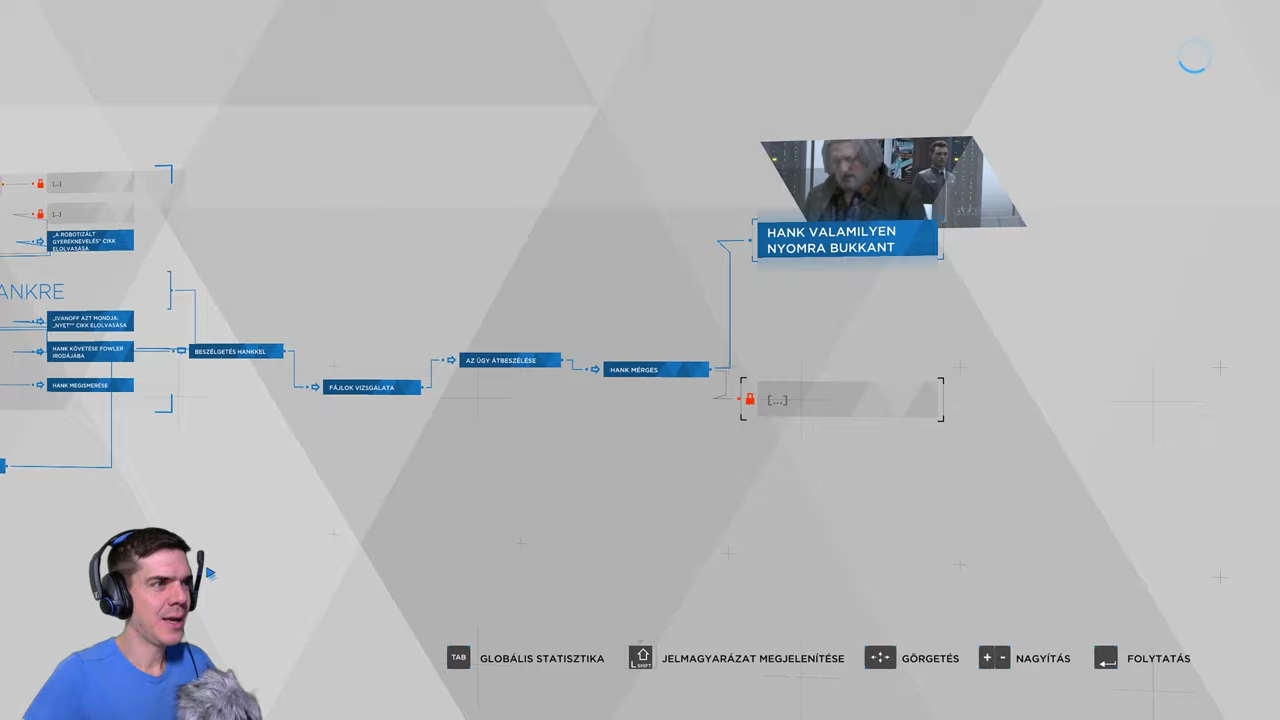 [...]
[...]
„A ROBOTIZÁLT
GYEREKNEVELÉS" CIKK
ELOLVASÁSA
ANKRE
„IVANOFF AZT MONDJA:
„NYET"" CIKK ELOLVASÁSA
HANK KÖVETÉSE FOWLER
IRODÁJÁBA
HANK MEGISMERÉSE
BESZÉLGETÉS HANKKEL
FÁJLOK VIZSGÁLATA
AZ ÜGY ÁTBESZÉLÉSE
HANK MÉRGES
HANK VALAMILYEN
NYOMRA BUKKANT
[...]
TAB GLOBÁLIS STATISZTIKA
L SHIFT JELMAGYARÁZAT MEGJELENÍTÉSE
GÖRGETÉS
+ - NAGYÍTÁS
FOLYTATÁS